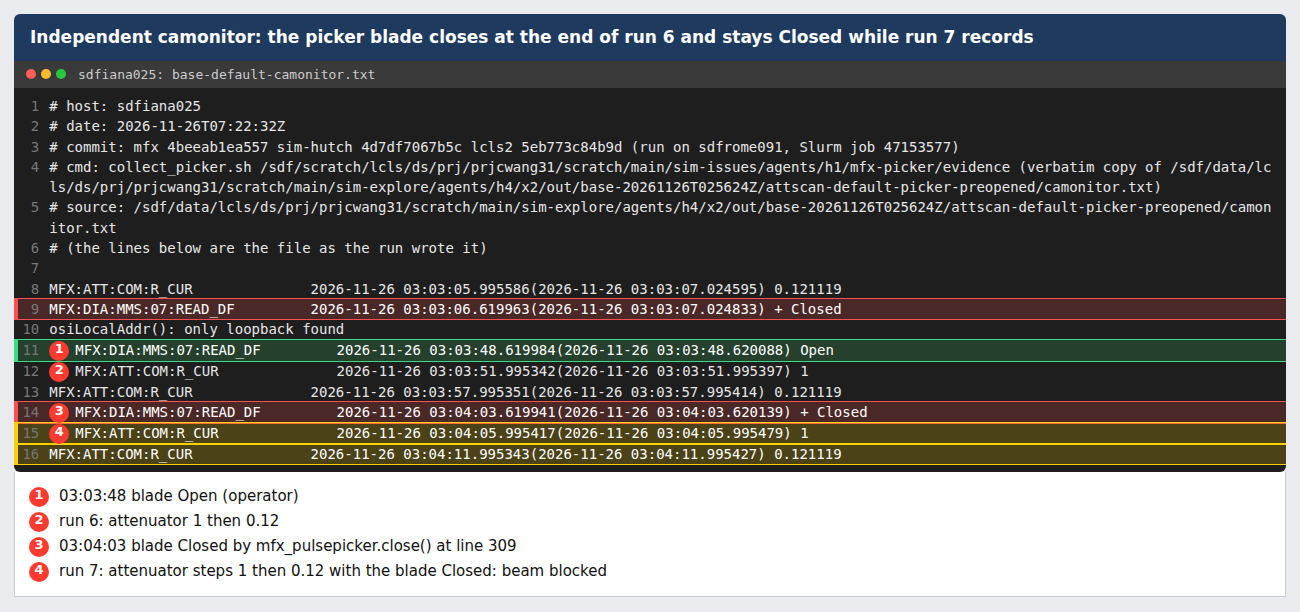 Independent camonitor: the picker blade closes at the end of run 6 and stays Closed while run 7 records
sdfiana025: base-default-camonitor.txt
1 # host: sdfiana025
2 # date: 2026-11-26T07:22:32Z
3 # commit: mfx 4beeab1ea557 sim-hutch 4d7df7067b5c lcls2 5eb773c84b9d (run on sdfrome091, Slurm job 47153577)
4 # cmd: collect_picker.sh /sdf/scratch/lcls/ds/prj/prjcwang31/scratch/main/sim-issues/agents/h1/mfx-picker/evidence (verbatim copy of /sdf/data/lc
ls/ds/prj/prjcwang31/scratch/main/sim-explore/agents/h4/x2/out/base-20261126T025624Z/attscan-default-picker-preopened/camonitor.txt)
5 # source: /sdf/data/lcls/ds/prj/prjcwang31/scratch/main/sim-explore/agents/h4/x2/out/base-20261126T025624Z/attscan-default-picker-preopened/camon
itor.txt
6 # (the lines below are the file as the run wrote it)
7
8 MFX:ATT:COM:R_CUR 2026-11-26 03:03:05.995586(2026-11-26 03:03:07.024595) 0.121119
9 MFX:DIA:MMS:07:READ_DF 2026-11-26 03:03:06.619963(2026-11-26 03:03:07.024833) + Closed
10 osiLocalAddr(): only loopback found
11 1 MFX:DIA:MMS:07:READ_DF 2026-11-26 03:03:48.619984(2026-11-26 03:03:48.620088) Open
12 2 MFX:ATT:COM:R_CUR 2026-11-26 03:03:51.995342(2026-11-26 03:03:51.995397) 1
13 MFX:ATT:COM:R_CUR 2026-11-26 03:03:57.995351(2026-11-26 03:03:57.995414) 0.121119
14 3 MFX:DIA:MMS:07:READ_DF 2026-11-26 03:04:03.619941(2026-11-26 03:04:03.620139) + Closed
15 4 MFX:ATT:COM:R_CUR 2026-11-26 03:04:05.995417(2026-11-26 03:04:05.995479) 1
16 MFX:ATT:COM:R_CUR 2026-11-26 03:04:11.995343(2026-11-26 03:04:11.995427) 0.121119
1 03:03:48 blade Open (operator)
2 run 6: attenuator 1 then 0.12
3 03:04:03 blade Closed by mfx_pulsepicker.close() at line 309
4 run 7: attenuator steps 1 then 0.12 with the blade Closed: beam blocked